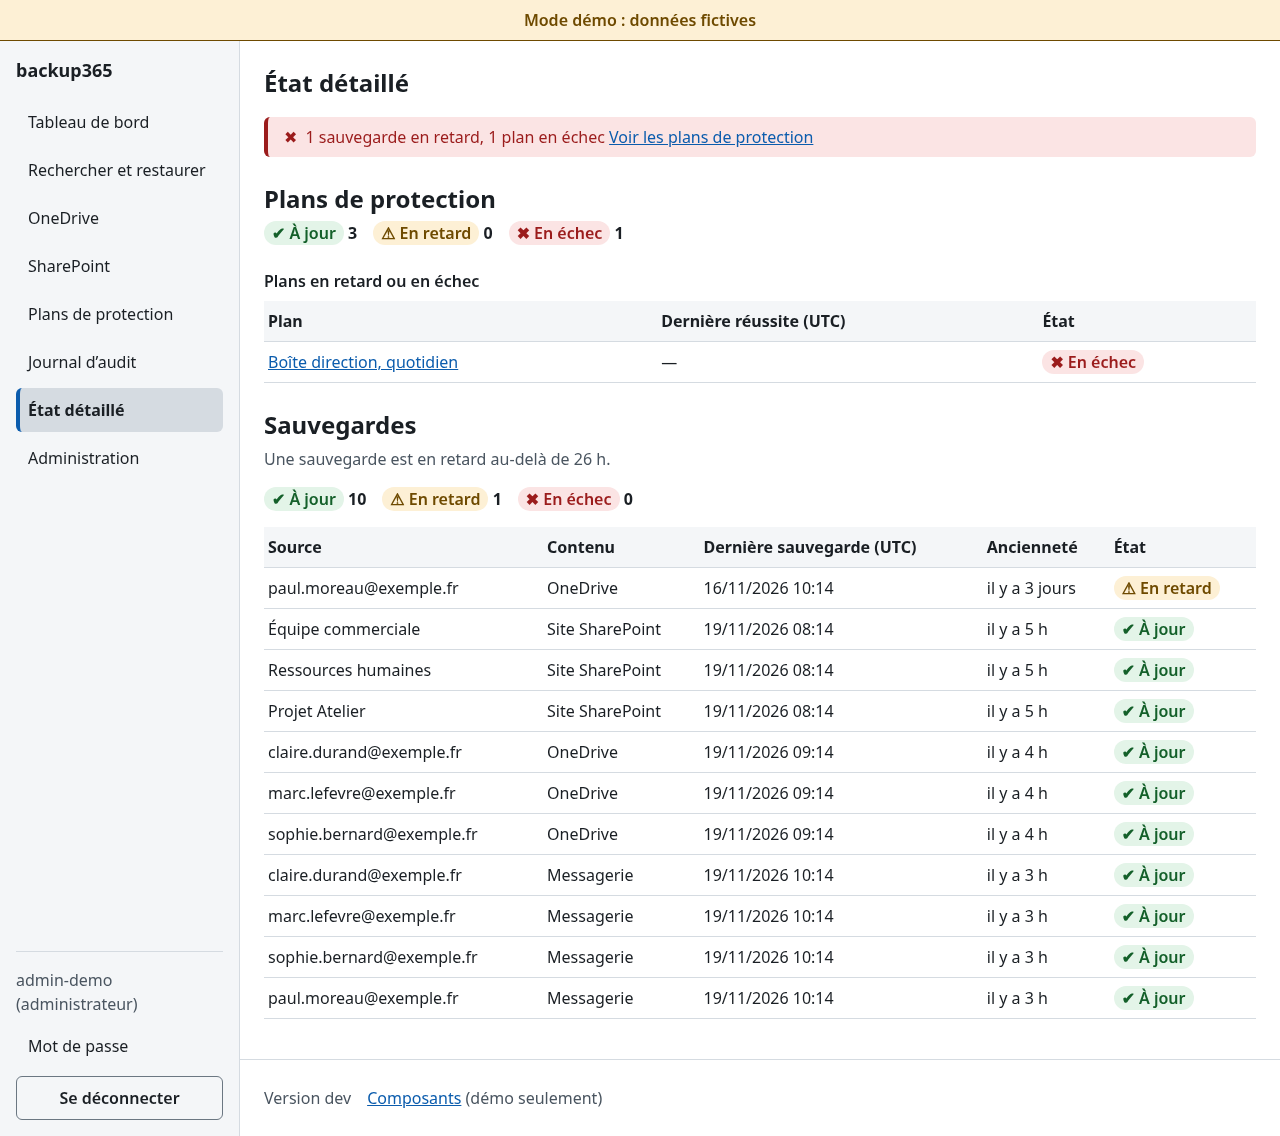 Mode démo : données fictives
backup365
Tableau de bord
Rechercher et restaurer
OneDrive
SharePoint
Plans de protection
Journal d’audit
État détaillé
Administration
admin-demo
(administrateur)
Mot de passe
Se déconnecter
État détaillé
✖ 1 sauvegarde en retard, 1 plan en échec Voir les plans de protection
Plans de protection
✔ À jour 3 ⚠ En retard 0 ✖ En échec 1
Plans en retard ou en échec
Plan Dernière réussite (UTC) État
Boîte direction, quotidien — ✖ En échec
Sauvegardes
Une sauvegarde est en retard au-delà de 26 h.
✔ À jour 10 ⚠ En retard 1 ✖ En échec 0
Source Contenu Dernière sauvegarde (UTC) Ancienneté État
paul.moreau@exemple.fr OneDrive 16/11/2026 10:14 il y a 3 jours ⚠ En retard
Équipe commerciale Site SharePoint 19/11/2026 08:14 il y a 5 h ✔ À jour
Ressources humaines Site SharePoint 19/11/2026 08:14 il y a 5 h ✔ À jour
Projet Atelier Site SharePoint 19/11/2026 08:14 il y a 5 h ✔ À jour
claire.durand@exemple.fr OneDrive 19/11/2026 09:14 il y a 4 h ✔ À jour
marc.lefevre@exemple.fr OneDrive 19/11/2026 09:14 il y a 4 h ✔ À jour
sophie.bernard@exemple.fr OneDrive 19/11/2026 09:14 il y a 4 h ✔ À jour
claire.durand@exemple.fr Messagerie 19/11/2026 10:14 il y a 3 h ✔ À jour
marc.lefevre@exemple.fr Messagerie 19/11/2026 10:14 il y a 3 h ✔ À jour
sophie.bernard@exemple.fr Messagerie 19/11/2026 10:14 il y a 3 h ✔ À jour
paul.moreau@exemple.fr Messagerie 19/11/2026 10:14 il y a 3 h ✔ À jour
Version dev Composants (démo seulement)